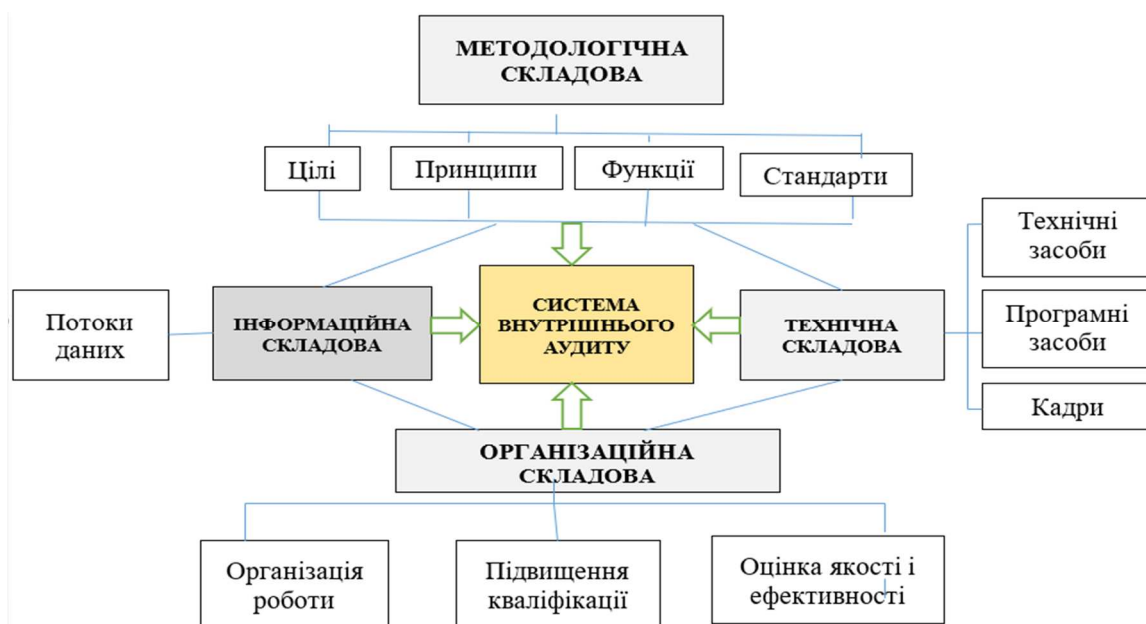 МЕТОДОЛОГІЧНА
СКЛАДОВА
Цілі
Принципи
Функції
Стандарти
Технічні
засоби
Потоки
даних
ІНФОРМАЦІЙНА
СКЛАДОВА
СИСТЕМА
ВНУТРІШНЬОГО
АУДИТУ
ТЕХНІЧНА
СКЛАДОВА
Програмні
засоби
Кадри
ОРГАНІЗАЦІЙНА
СКЛАДОВА
Організація
роботи
Підвищення
кваліфікації
Оцінка якості і
ефективності